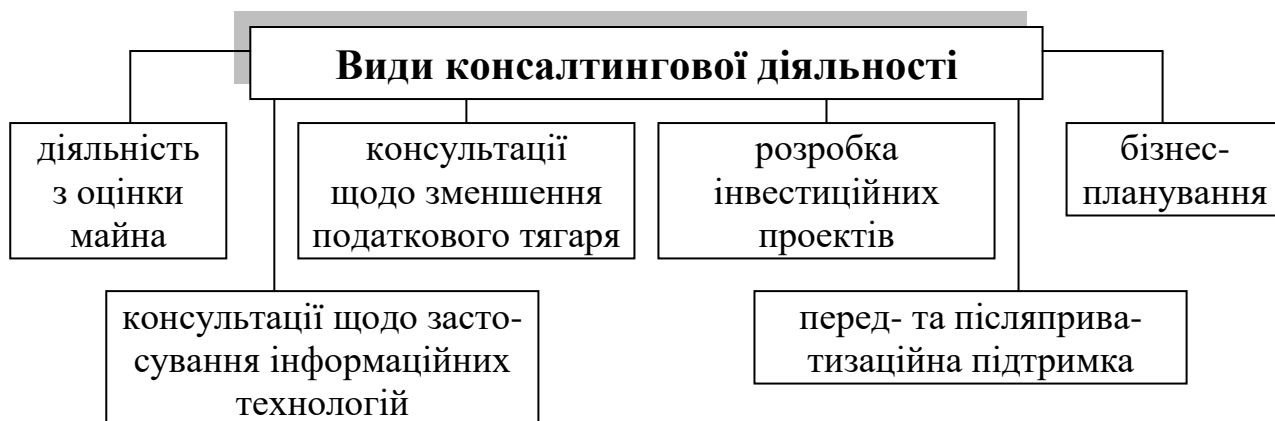 Види консалтингової діяльності
діяльність
з оцінки
майна
консультації
щодо зменшення
податкового тягаря
розробка
інвестиційних
проектів
бізнес-
планування
консультації щодо засто-
сування інформаційних
технологій
перед- та післяприва-
тизаційна підтримка